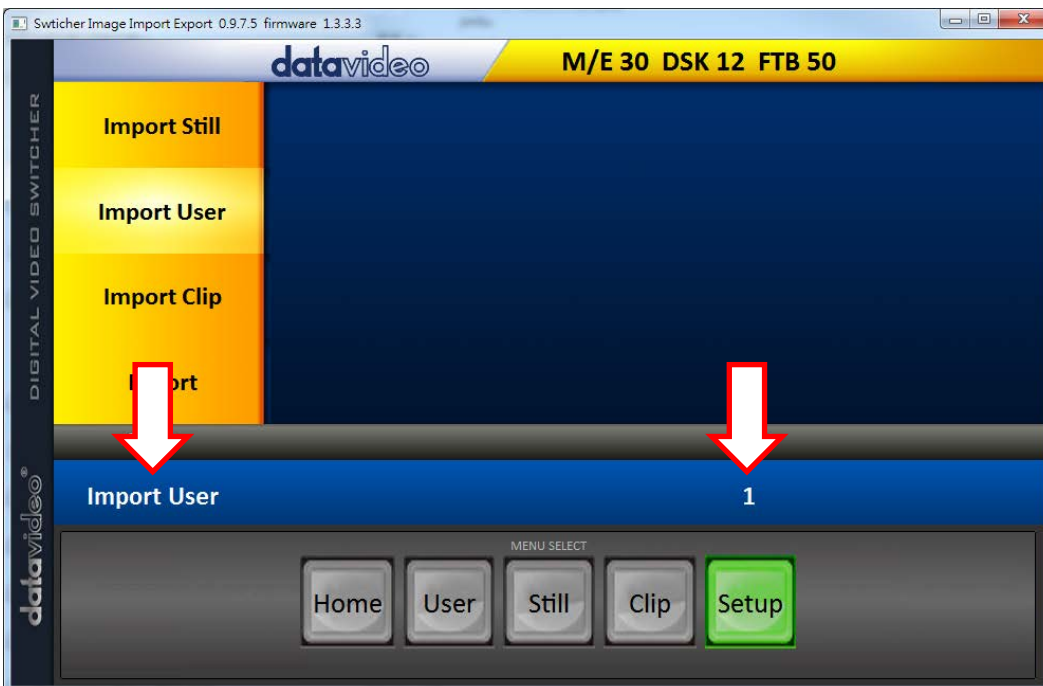 Swticher Image Import Export 0.9.7.5 firmware 1.3.3.3
datavideo
M/E 30 DSK 12 FTB 50
Import Still
Import User
Import Clip
Import User
1
MENU SELECT
Home
User
Still
Clip
Setup
DIGITAL VIDEO SWITCHER
datavideo®